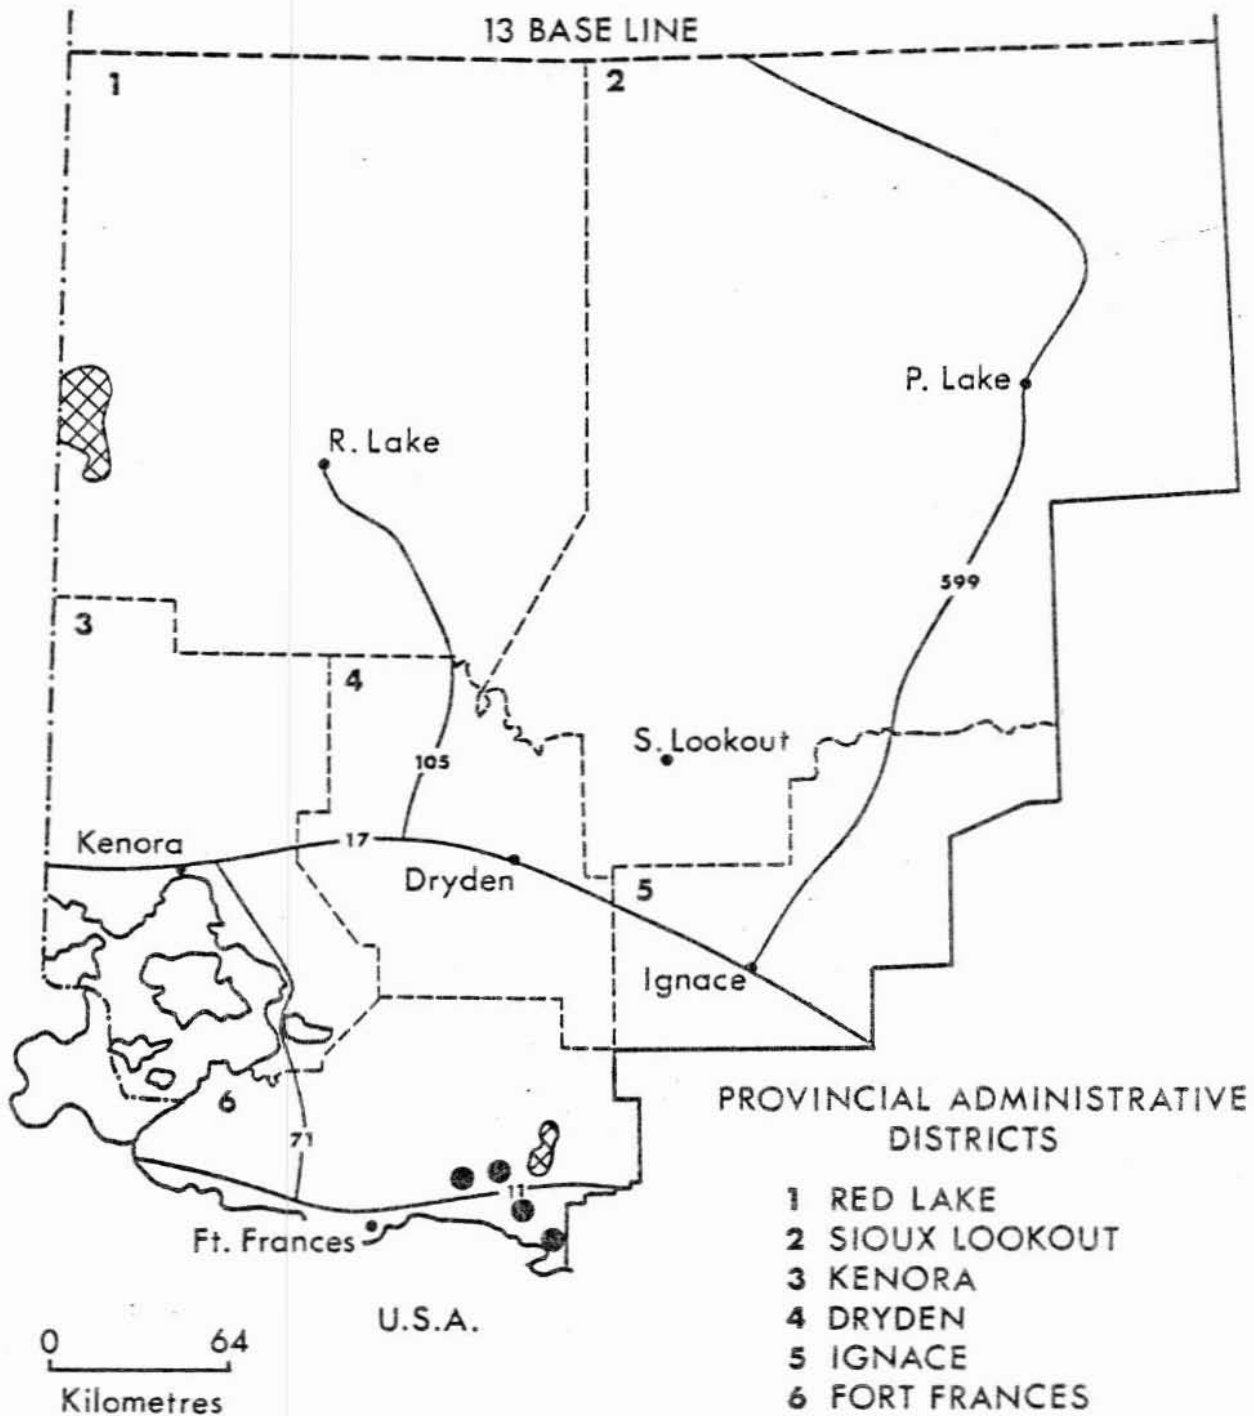 13 BASE LINE
1
2
P. Lake
R. Lake
599
3
4
S. Lookout
105
Kenora
17
Dryden
5
Ignace
6
71
11
Ft. Frances
U.S.A.
0 64
Kilometres
PROVINCIAL ADMINISTRATIVE
DISTRICTS
1 RED LAKE
2 SIOUX LOOKOUT
3 KENORA
4 DRYDEN
5 IGNACE
6 FORT FRANCES